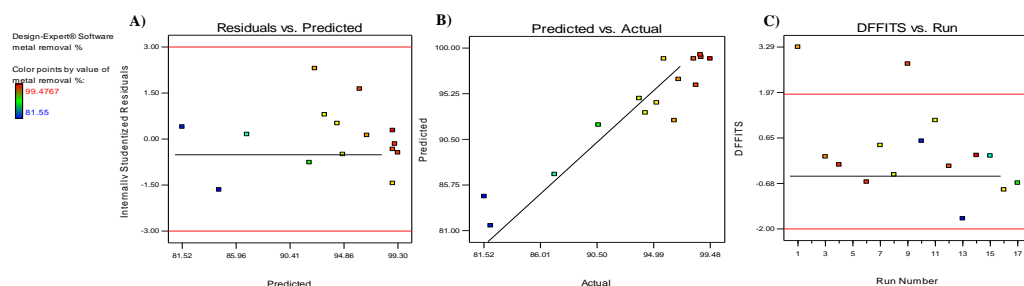 Design-Expert® Software
metal removal %
Color points by value of
metal removal %:
99.4767
81.55
A)
Residuals vs. Predicted
Internally Studentized Residuals
3.00
1.50
0.00
-1.50
-3.00
81.52
85.96
90.41
94.86
99.30
Predicted
B)
Predicted vs. Actual
Predicted
100.00
95.25
90.50
85.75
81.00
81.52
86.01
90.50
94.99
99.48
Actual
C)
DFFITS vs. Run
DFFITS
3.29
1.97
0.65
-0.68
-2.00
1
3
5
7
9
11
13
15
17
Run Number